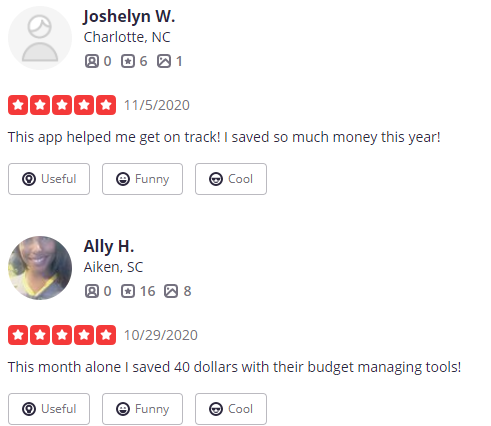 Joshelyn W.
Charlotte, NC
0 6 1
11/5/2020
This app helped me get on track! I saved so much money this year!
Useful Funny Cool
Ally H.
Aiken, SC
0 16 8
10/29/2020
This month alone I saved 40 dollars with their budget managing tools!
Useful Funny Cool